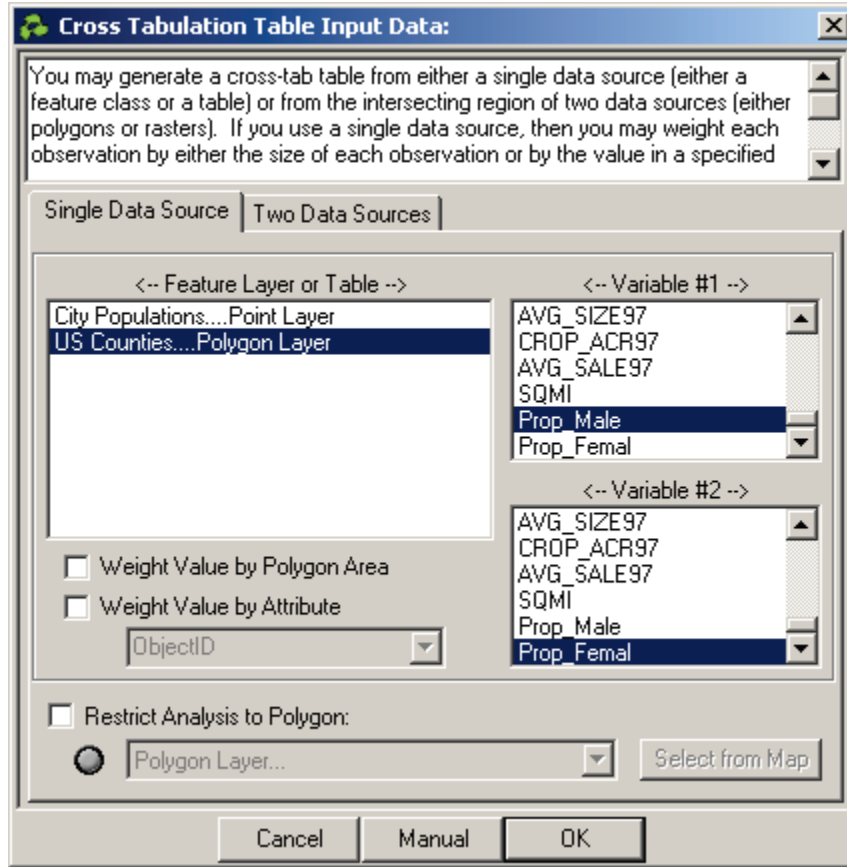 Cross Tabulation Table Input Data:
You may generate a cross-tab table from either a single data source (either a
feature class or a table) or from the intersecting region of two data sources (either
polygons or rasters).  If you use a single data source, then you may weight each
observation by either the size of each observation or by the value in a specified
Single Data Source
Two Data Sources
<-- Feature Layer or Table -->
City Populations....Point Layer
US Counties....Polygon Layer
Weight Value by Polygon Area
Weight Value by Attribute
ObjectID
<-- Variable #1 -->
AVG_SIZE97
CROP_ACR97
AVG_SALE97
SQMI
Prop_Male
Prop_Femal
<-- Variable #2 -->
AVG_SIZE97
CROP_ACR97
AVG_SALE97
SQMI
Prop_Male
Prop_Femal
Restrict Analysis to Polygon:
Polygon Layer...
Select from Map
Cancel
Manual
OK